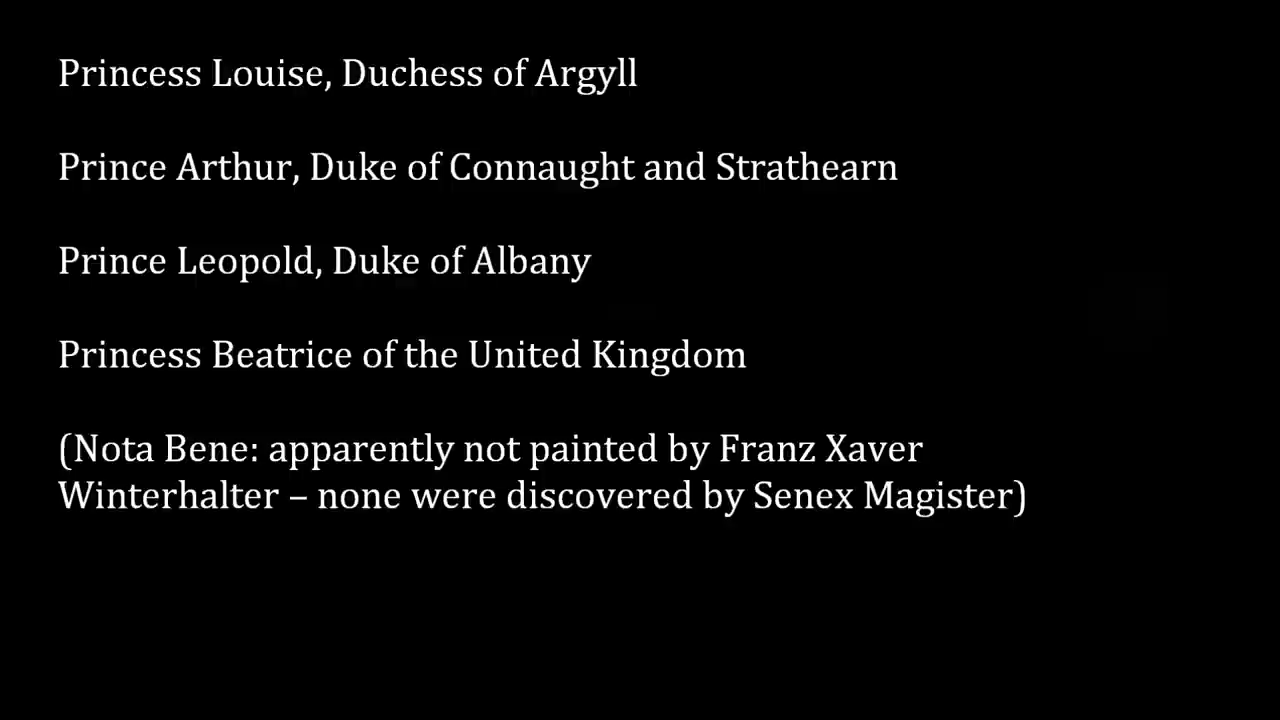 Princess Louise, Duchess of Argyll
Prince Arthur, Duke of Connaught and Strathearn
Prince Leopold, Duke of Albany
Princess Beatrice of the United Kingdom
(Nota Bene: apparently not painted by Franz Xaver
Winterhalter – none were discovered by Senex Magister)